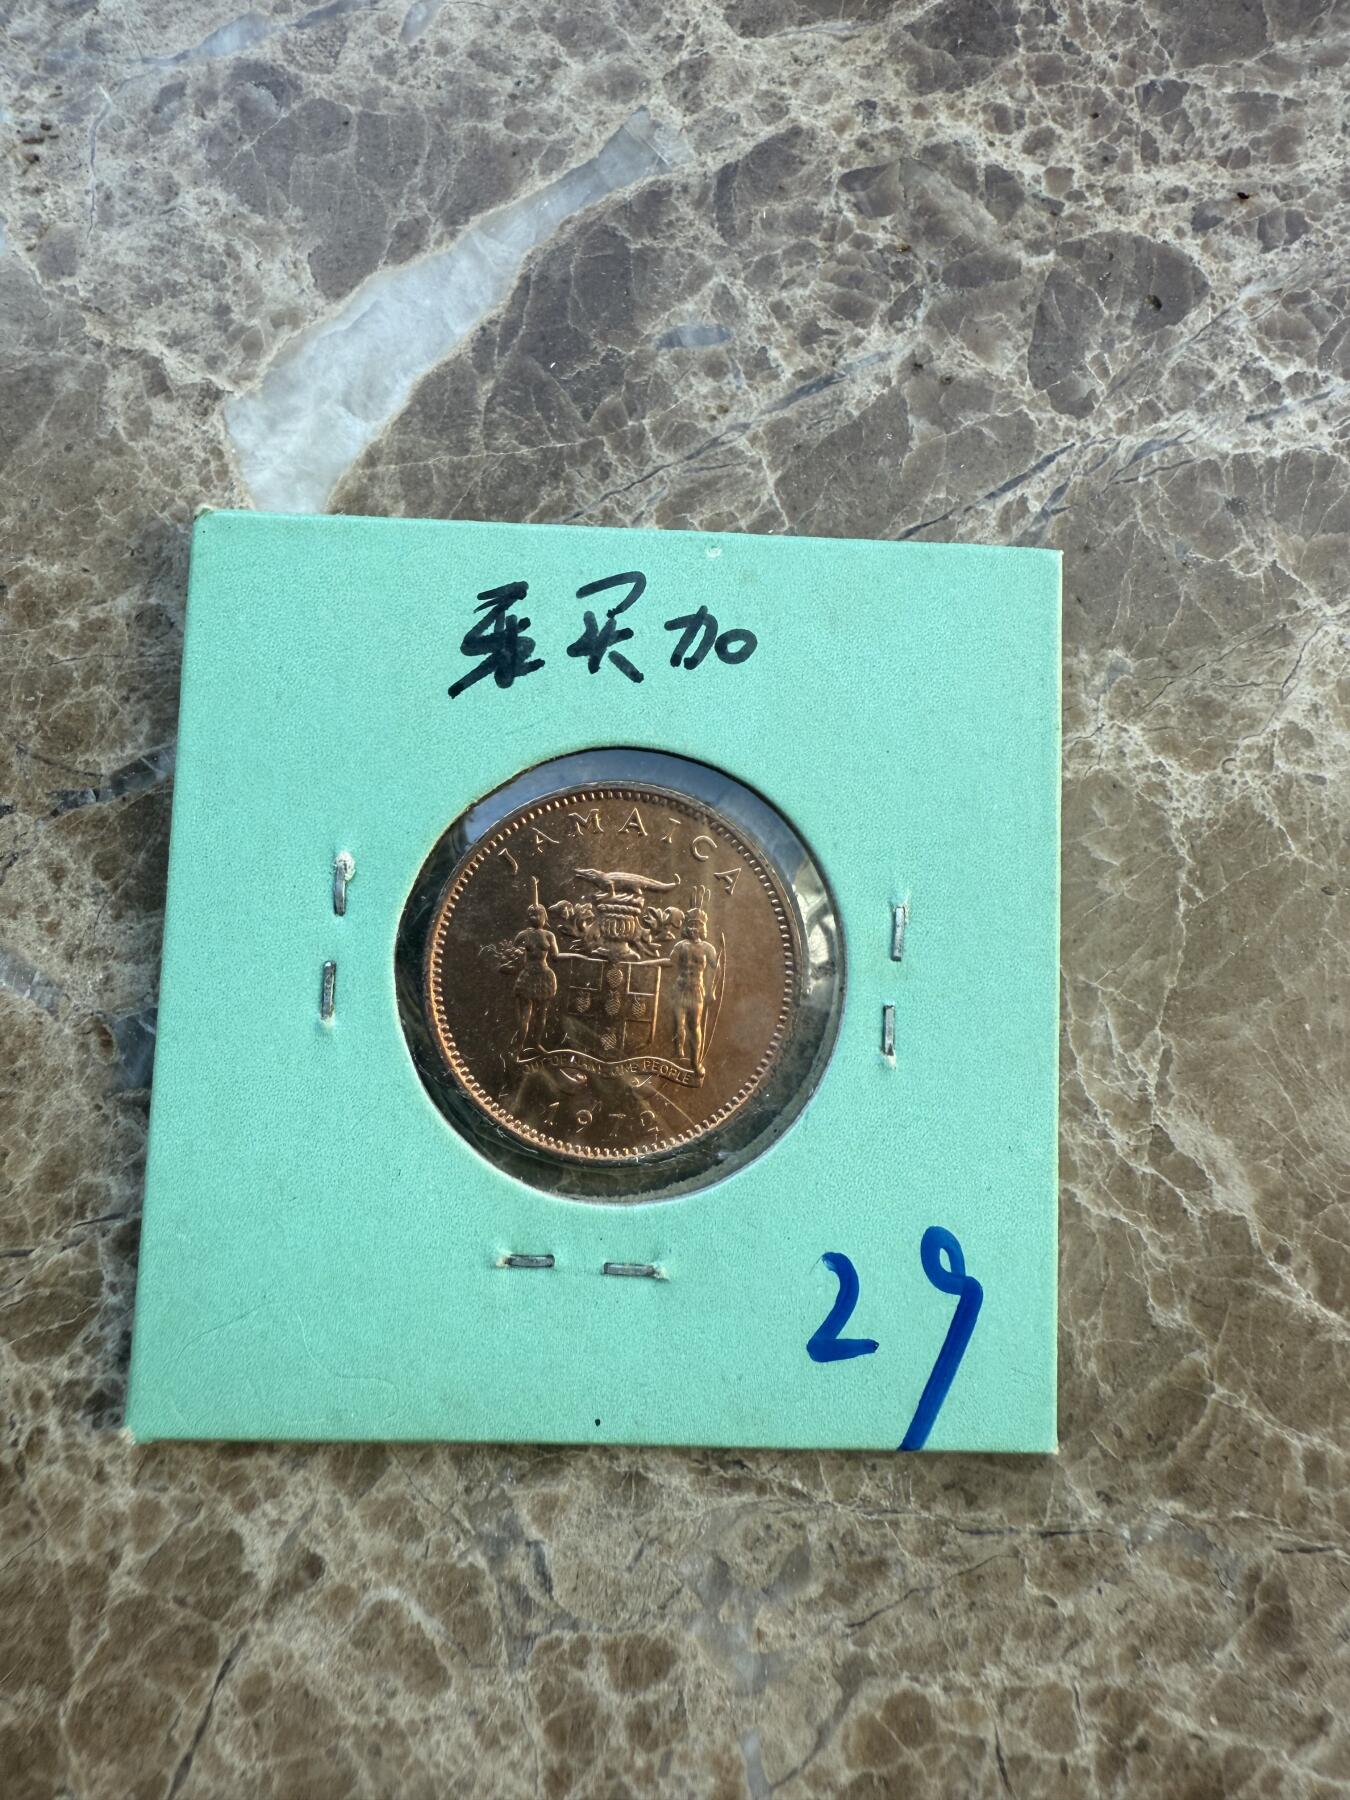 牙买加
JAMAICA
OUT OF MANY, ONE PEOPLE
1972
29